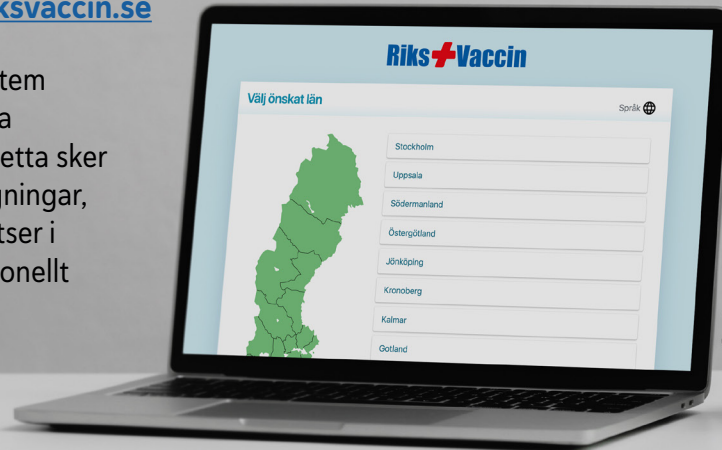 ksvaccin.se
tem
a
etta sker
gningar,
tser i
onellt
Riks Vaccin
Välj önskat län
Språk
Stockholm
Uppsala
Södermanland
Östergötland
Jönköping
Kronoberg
Kalmar
Gotland